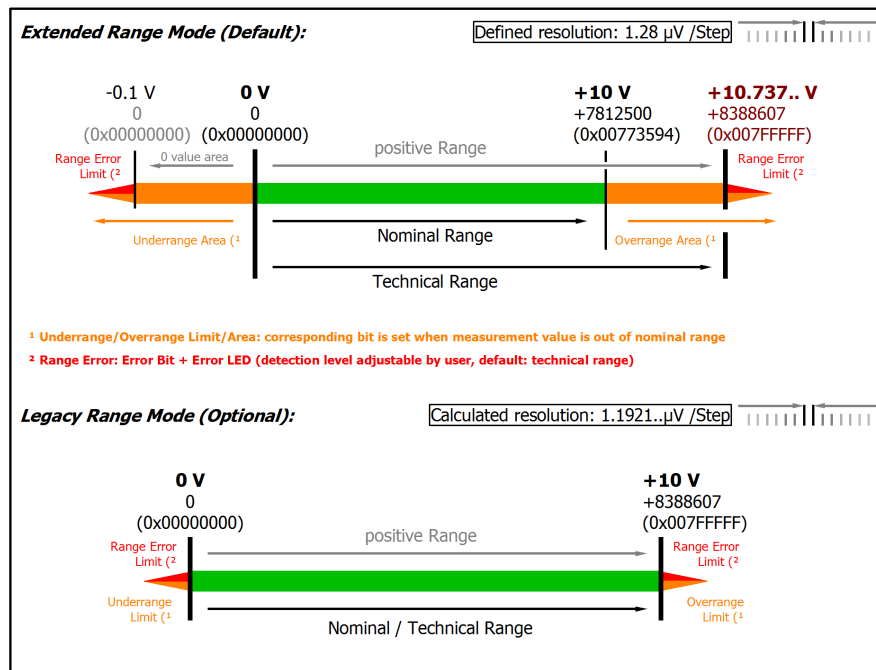 Extended Range Mode (Default):
Defined resolution: 1.28 µV /Step
-0.1 V
0
(0x00000000)
0 V
0
(0x00000000)
+10 V
+7812500
(0x00773594)
+10.737.. V
+8388607
(0x007FFFFF)
Range Error
Limit (²
0 value area
positive Range
Range Error
Limit (²
Underrange Area (¹
Nominal Range
Overrange Area (¹
Technical Range
¹ Underrange/Overrange Limit/Area: corresponding bit is set when measurement value is out of nominal range
² Range Error: Error Bit + Error LED (detection level adjustable by user, default: technical range)
Legacy Range Mode (Optional):
Calculated resolution: 1.1921..µV /Step
0 V
0
(0x00000000)
+10 V
+8388607
(0x007FFFFF)
Range Error
Limit (²
positive Range
Range Error
Limit (²
Underrange
Limit (¹
Nominal / Technical Range
Overrange
Limit (¹